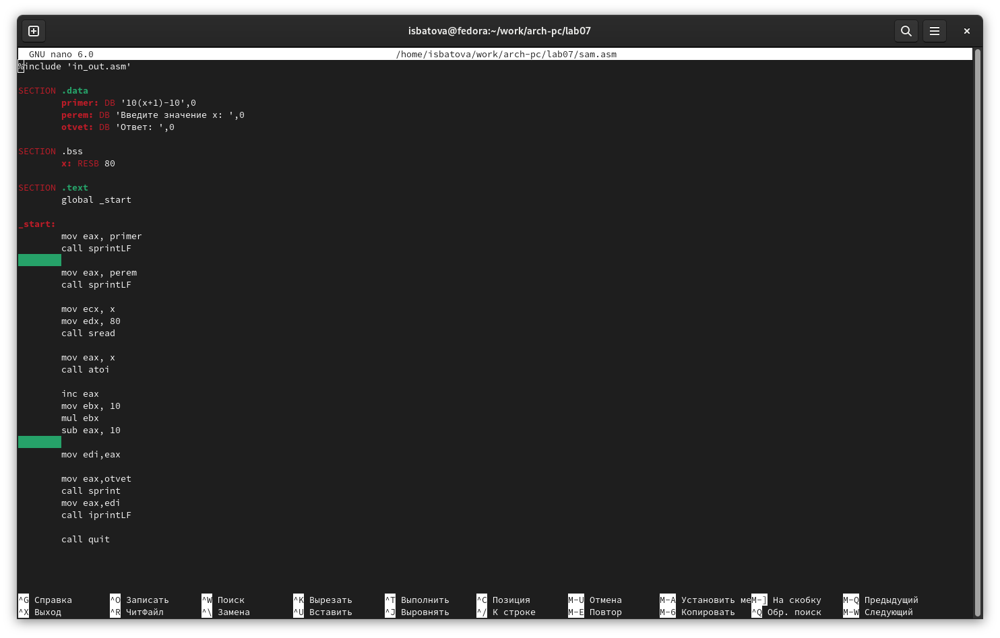 isbatova@fedora:~/work/arch-pc/lab07
GNU nano 6.0 /home/isbatova/work/arch-pc/lab07/sam.asm
%include 'in_out.asm'
SECTION .data
primer: DB '10(x+1)-10',0
perem: DB 'Введите значение x: ',0
otvet: DB 'Ответ: ',0
SECTION .bss
x: RESB 80
SECTION .text
global _start
_start:
mov eax, primer
call sprintLF
mov eax, perem
call sprintLF
mov ecx, x
mov edx, 80
call sread
mov eax, x
call atoi
inc eax
mov ebx, 10
mul ebx
sub eax, 10
mov edi,eax
mov eax,otvet
call sprint
mov eax,edi
call iprintLF
call quit
^G Справка ^O Записать ^W Поиск ^K Вырезать ^T Выполнить ^C Позиция M-U Отмена M-A Установить меM-] На скобку M-Q Предыдущий
^X Выход ^R ЧитФайл ^\ Замена ^U Вставить ^J Выровнять ^/ К строке M-E Повтор M-6 Копировать ^Q Обр. поиск M-W Следующий